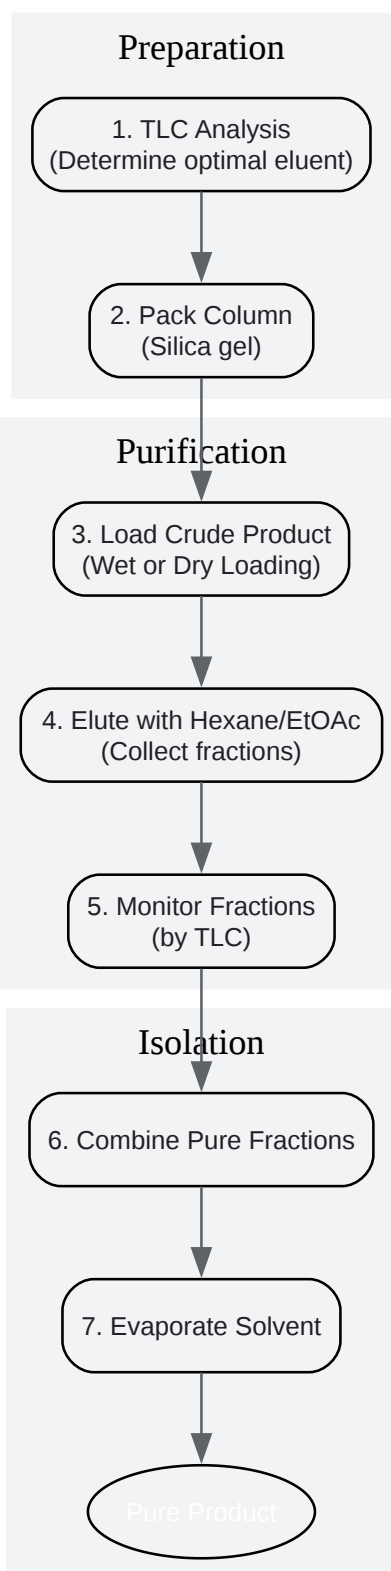 Preparation
1. TLC Analysis
(Determine optimal eluent)
2. Pack Column
(Silica gel)
Purification
3. Load Crude Product
(Wet or Dry Loading)
4. Elute with Hexane/EtOAc
(Collect fractions)
5. Monitor Fractions
(by TLC)
Isolation
6. Combine Pure Fractions
7. Evaporate Solvent
Pure Product